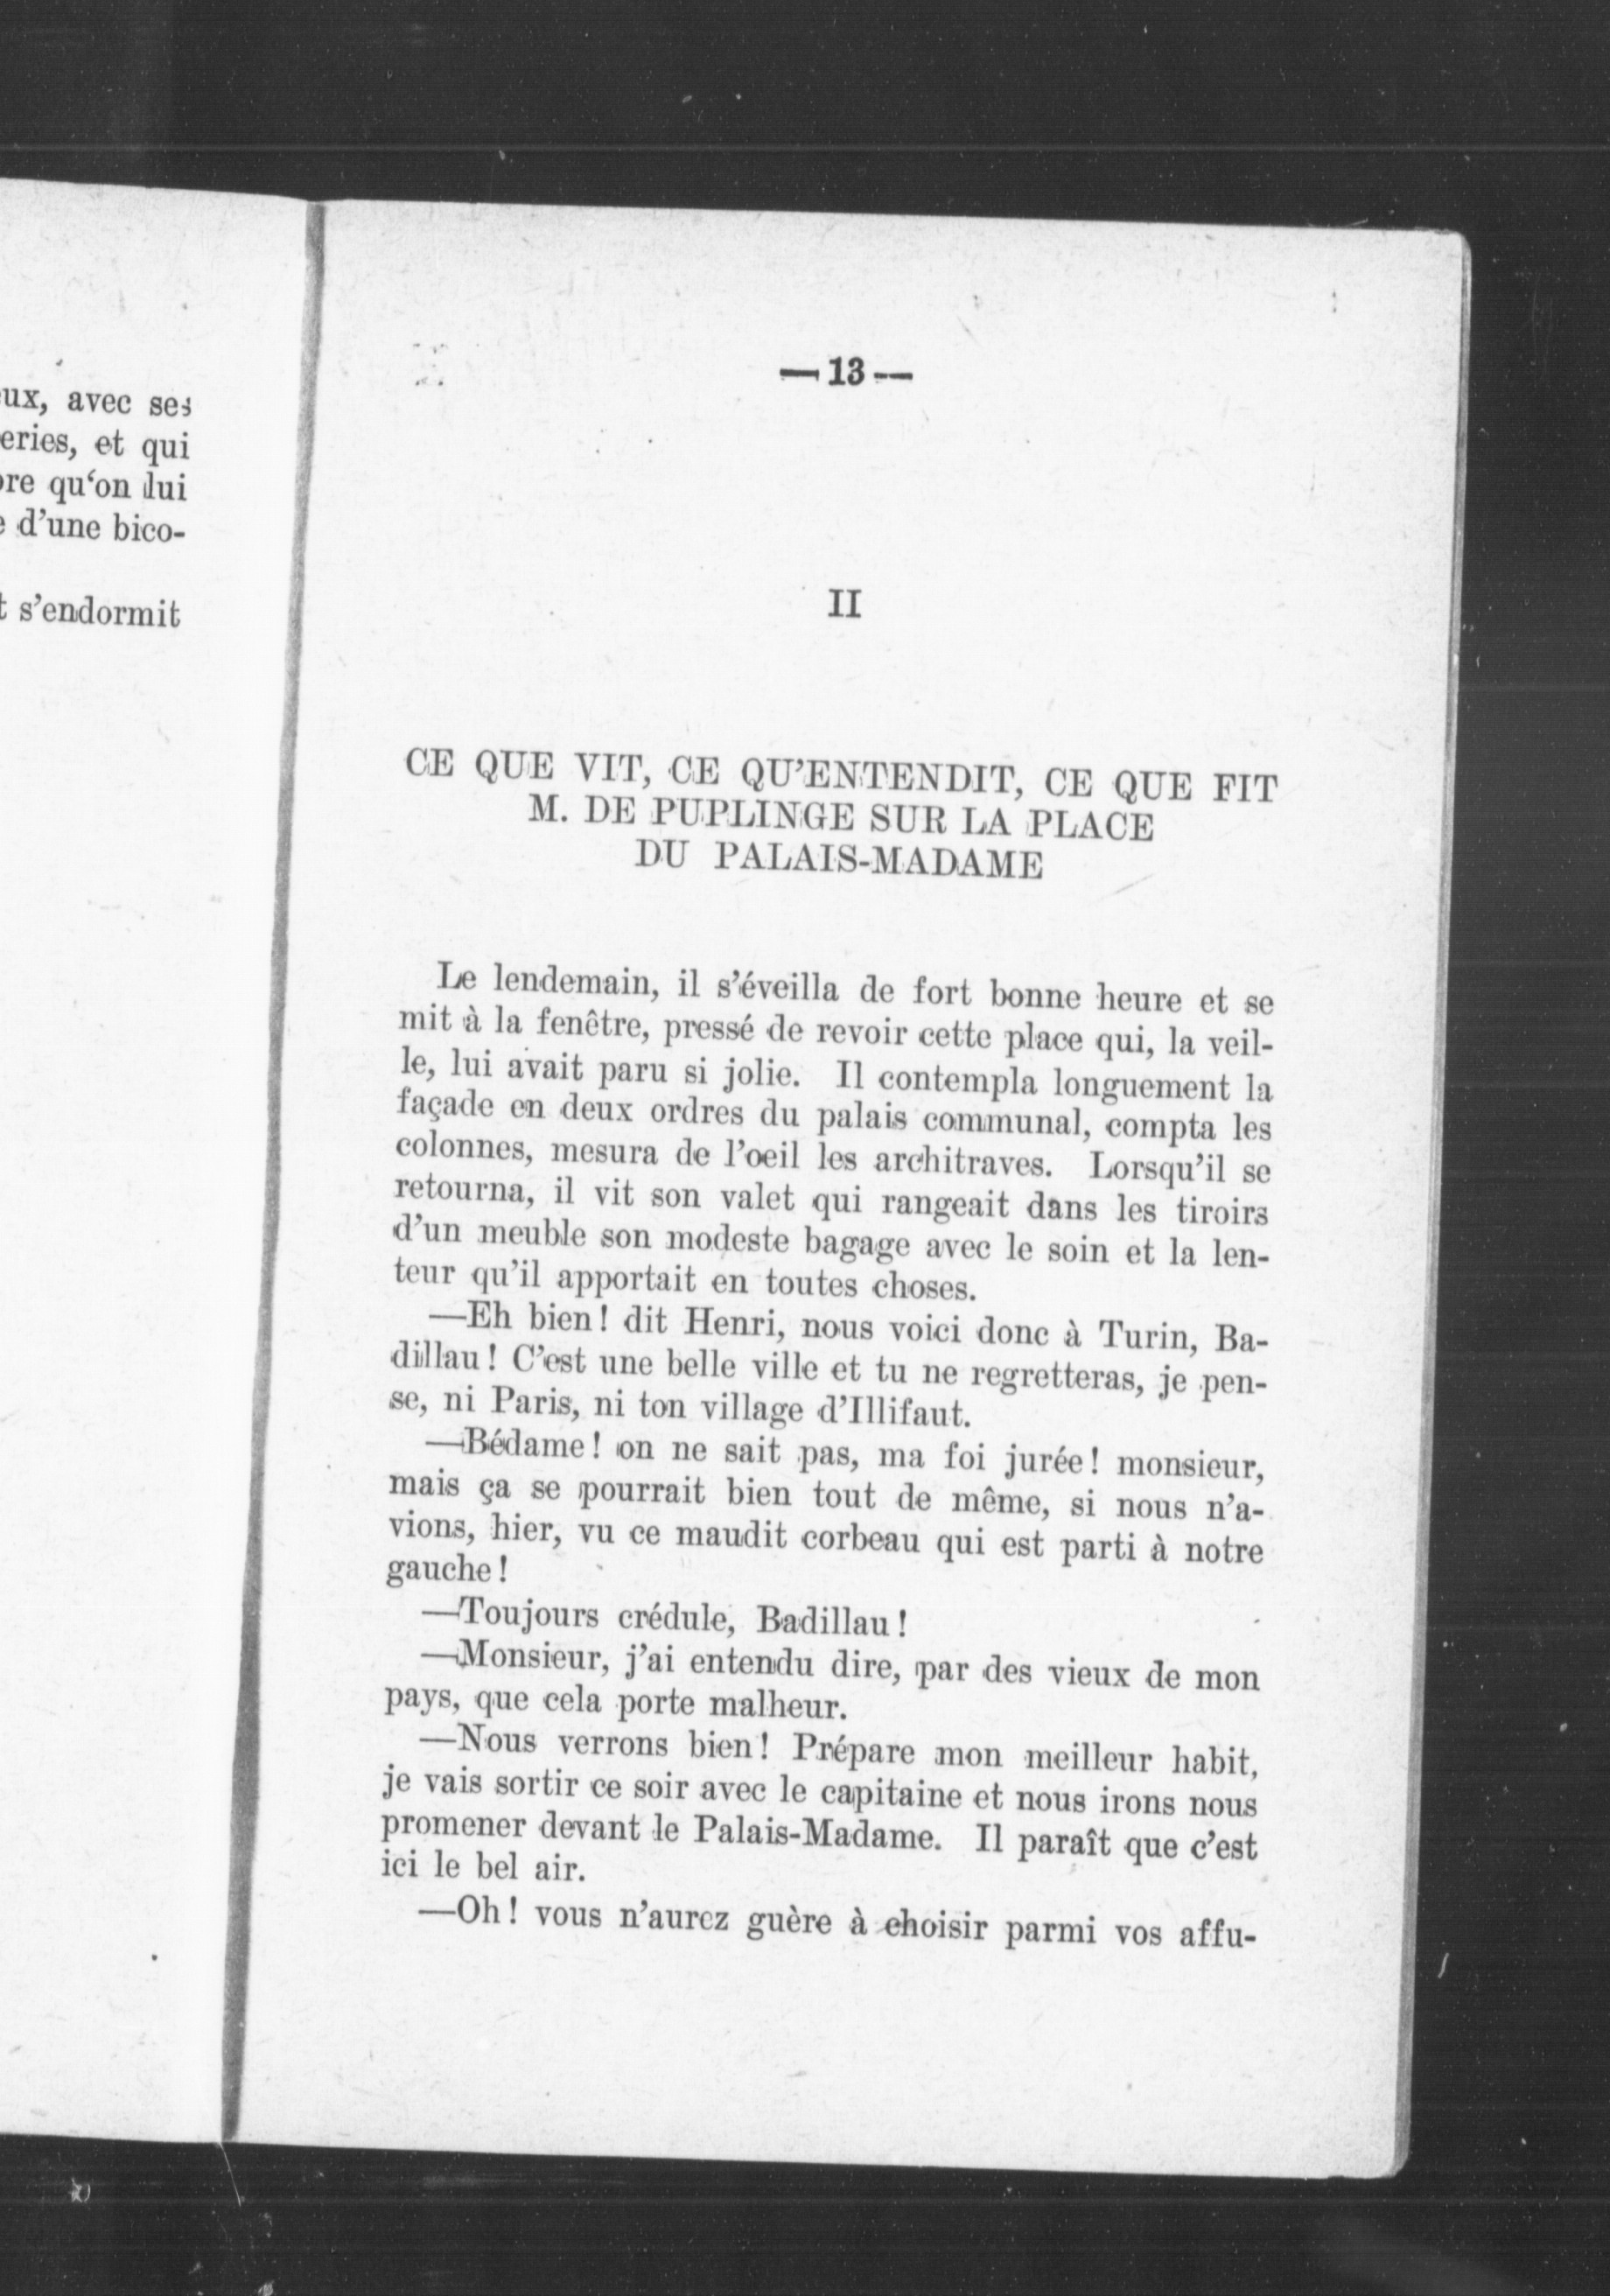 ux, avec ses
eries, et qui
re qu‘on lui
d’une bico-
t s’endormit
— 13 —
II
CE QUE VIT, CE QU’ENTENDIT, CE QUE FIT
M. DE PUPLINGE SUR LA PLACE
DU PALAIS-MADAME
Le lendemain, il s’éveilla de fort bonne heure et se
mit à la fenêtre, pressé de revoir cette place qui, la veil-
le, lui avait paru si jolie. Il contempla longuement la
façade en deux ordres du palais communal, compta les
colonnes, mesura de l’oeil les architraves. Lorsqu’il se
retourna, il vit son valet qui rangeait dans les tiroirs
d’un meuble son modeste bagage avec le soin et la len-
teur qu’il apportait en toutes choses.
—Eh bien! dit Henri, nous voici donc à Turin, Ba-
dillau! C’est une belle ville et tu ne regretteras, je pen-
se, ni Paris, ni ton village d’Illifaut.
—Bédame! on ne sait pas, ma foi jurée! monsieur,
mais ça se pourrait bien tout de même, si nous n’a-
vions, hier, vu ce maudit corbeau qui est parti à notre
gauche!
—Toujours crédule, Badillau!
—Monsieur, j’ai entendu dire, par des vieux de mon
pays, que cela porte malheur.
—Nous verrons bien! Prépare mon meilleur habit,
je vais sortir ce soir avec le capitaine et nous irons nous
promener devant le Palais-Madame. Il paraît que c’est
ici le bel air.
—Oh! vous n’aurez guère à choisir parmi vos affu-